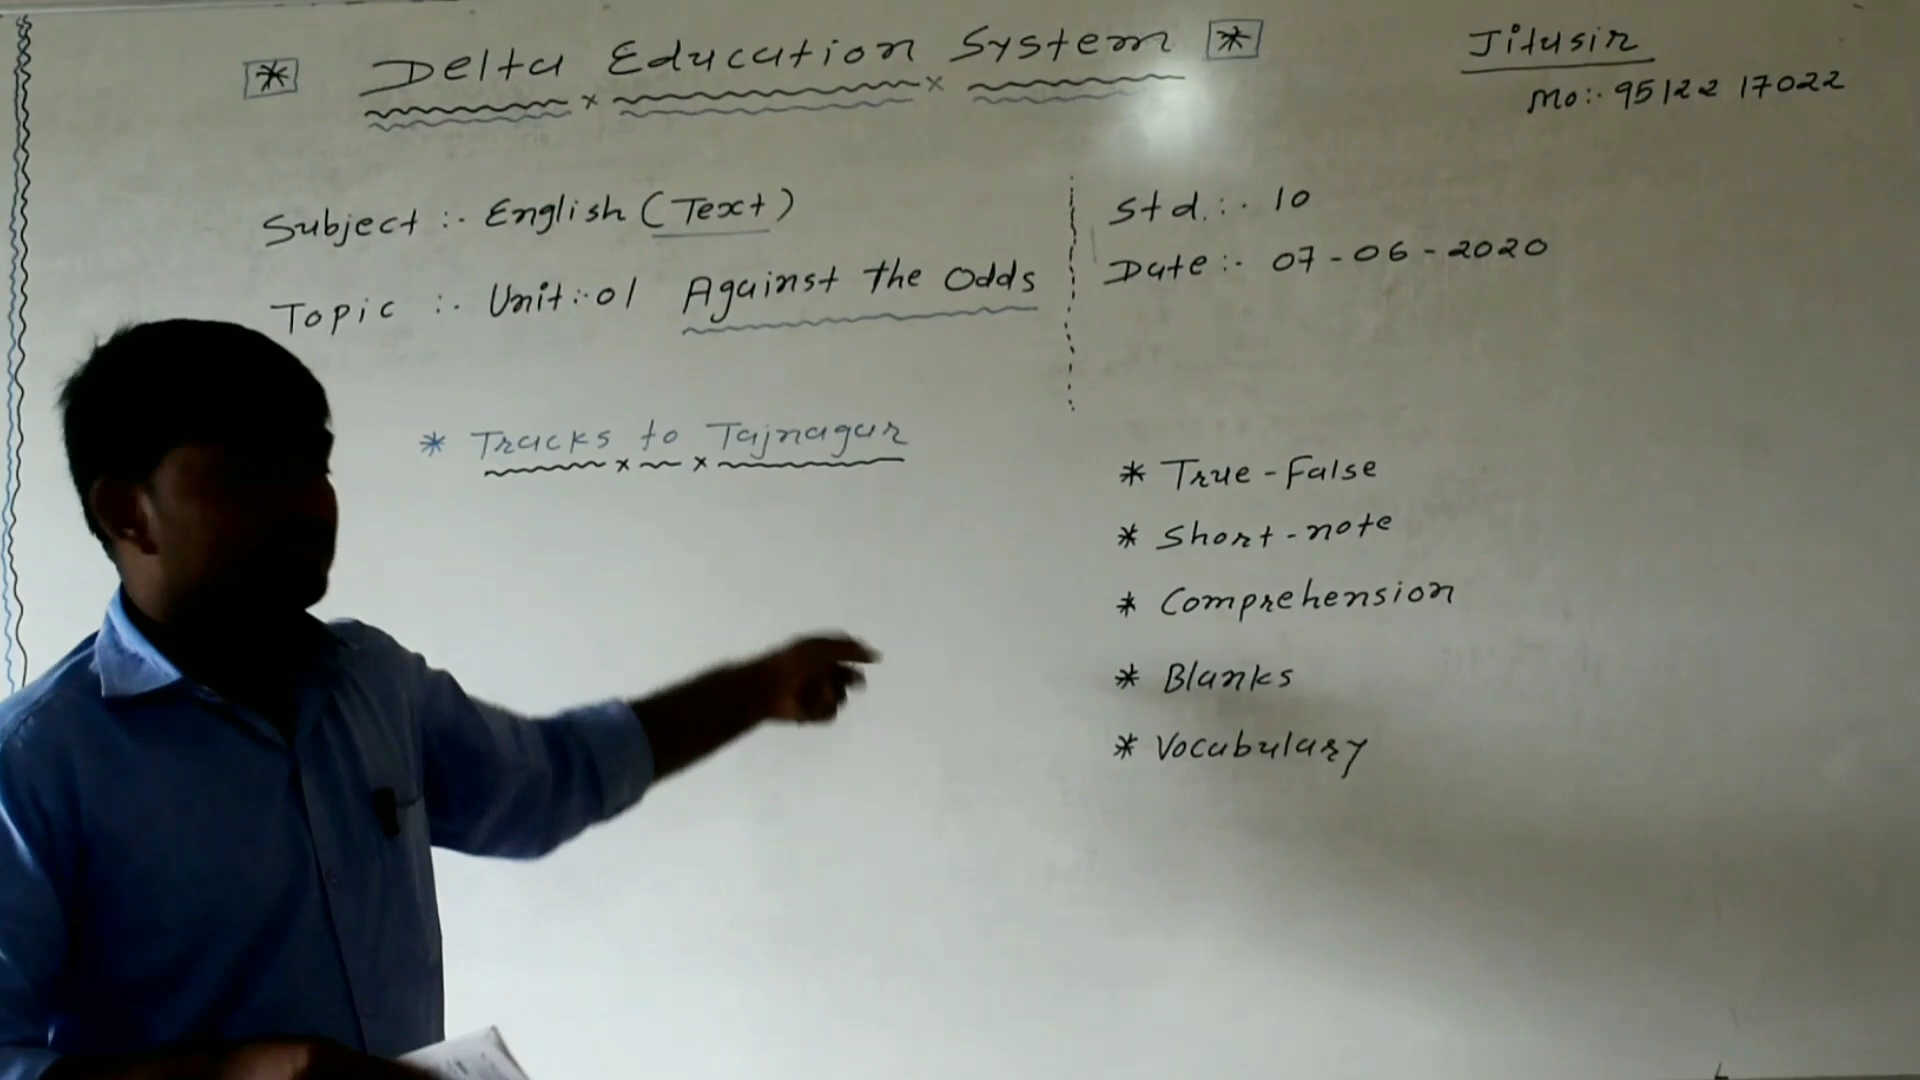 * Delta Education System *
Jitusir
Mo:. 95122 17022
Subject :. English (Text)
Topic :. Unit:.01 Against the Odds
Std.:. 10
Date:. 07-06-2020
* Tracks to Tajnagar
* True-False
* Short-note
* Comprehension
* Blanks
* Vocabulary